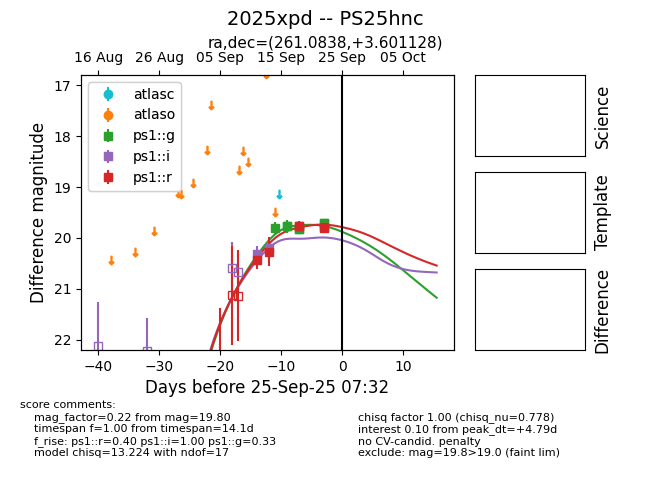 2025xpd -- PS25hnc
ra,dec=(261.0838,+3.601128)
16 Aug 26 Aug 05 Sep 15 Sep 25 Sep 05 Oct
atlasc
atlaso
ps1::g
ps1::i
ps1::r
17
18
19
20
21
22
Difference magnitude
−40 −30 −20 −10 0 10
Days before 25-Sep-25 07:32
Science
Template
Difference
score comments:
mag_factor=0.22 from mag=19.80
timespan f=1.00 from timespan=14.1d
f_rise: ps1::r=0.40 ps1::i=1.00 ps1::g=0.33
model chisq=13.224 with ndof=17
chisq factor 1.00 (chisq_nu=0.778)
interest 0.10 from peak_dt=+4.79d
no CV-candid. penalty
exclude: mag=19.8>19.0 (faint lim)